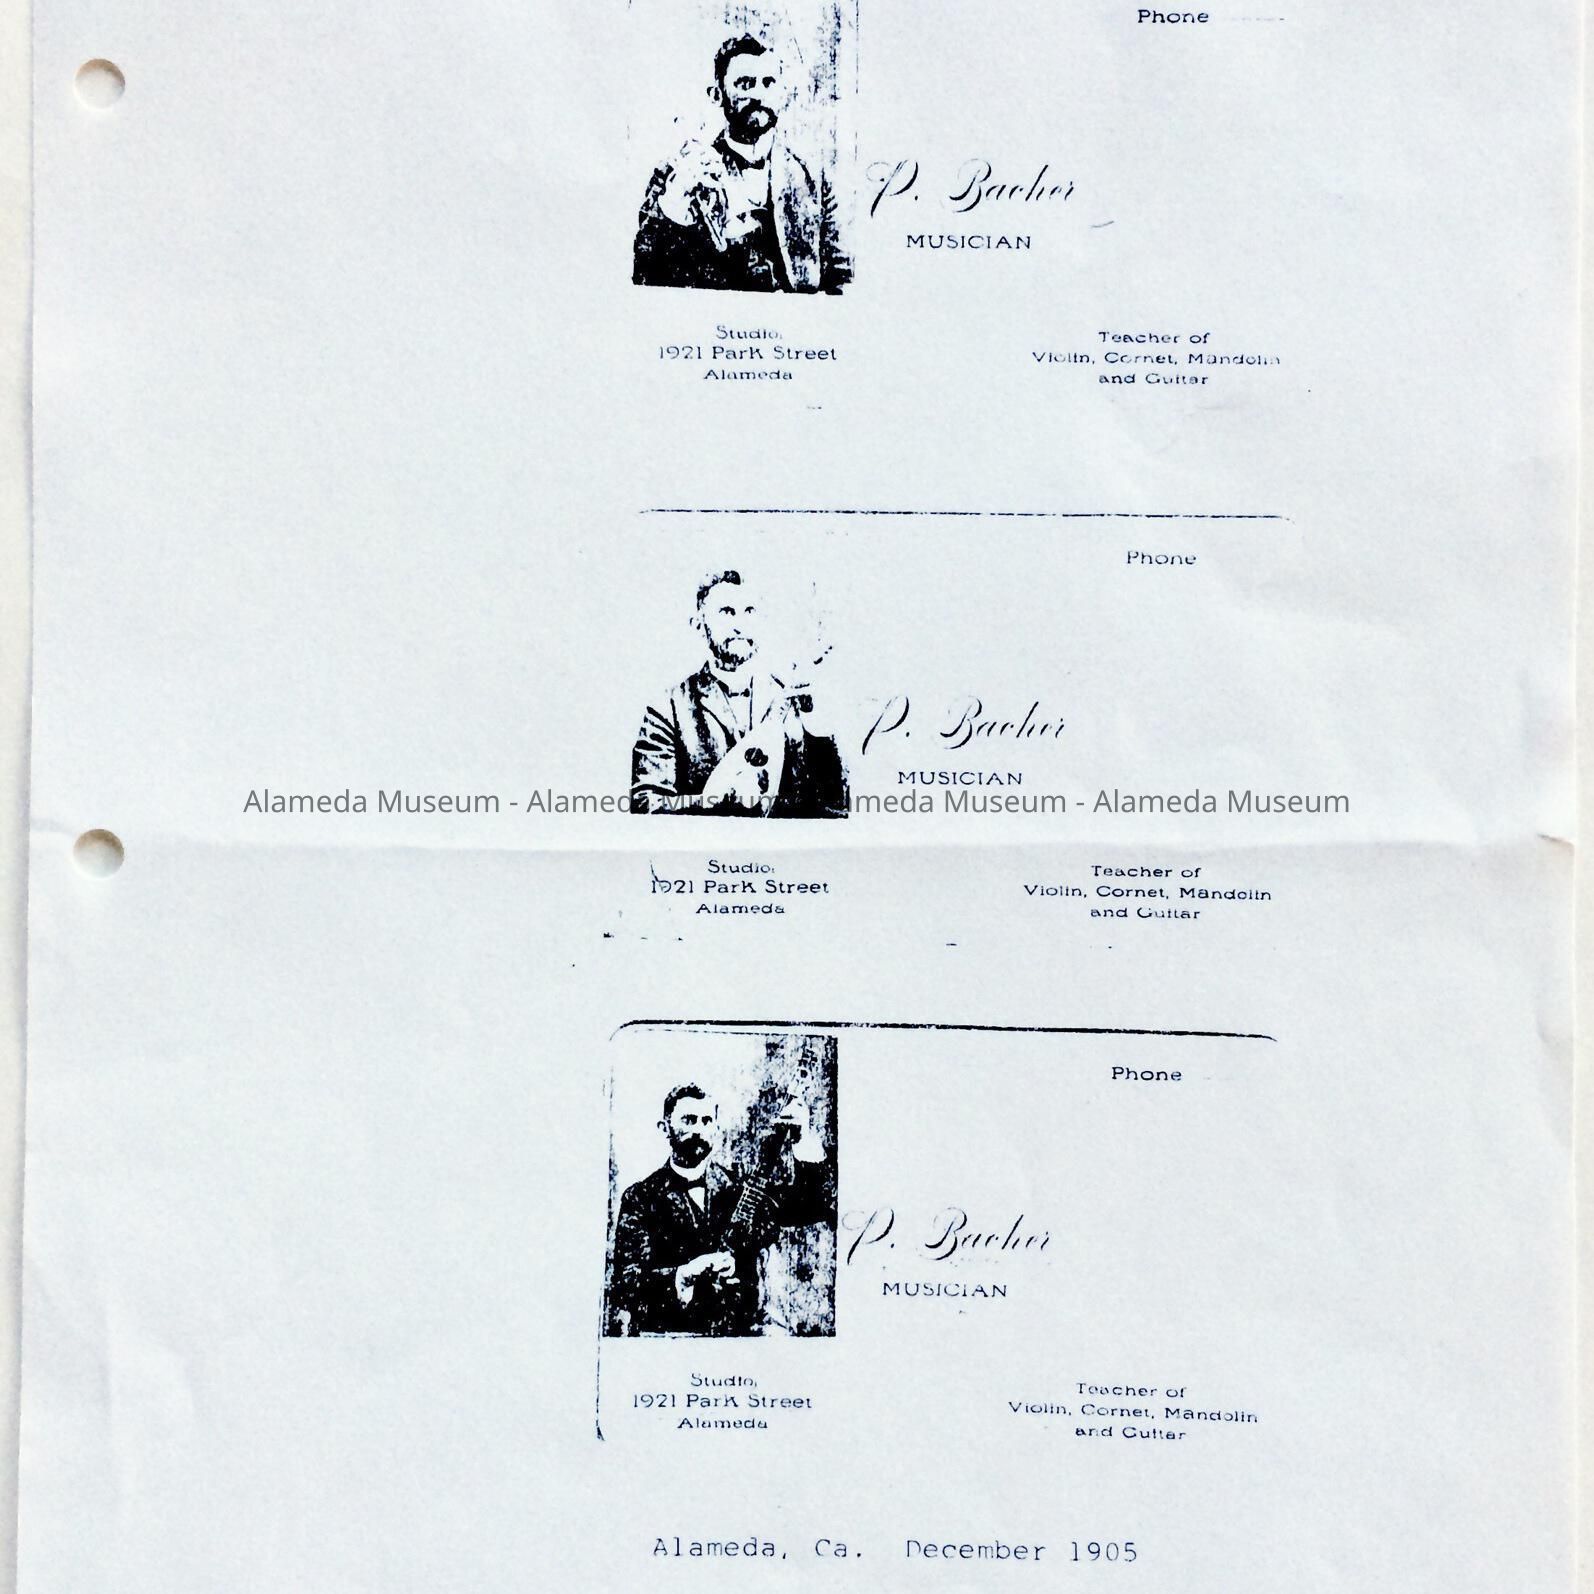 Phone
P. Bacher
MUSICIAN
Studio,
1921 Park Street
Alameda
Teacher of
Violin, Cornet, Mandolin
and Guitar
Phone
P. Bacher
MUSICIAN
Alameda Museum - Alameda Museum - Alameda Museum - Alameda Museum
Studio,
1921 Park Street
Alameda
Teacher of
Violin, Cornet, Mandolin
and Guitar
Phone
P. Bacher
MUSICIAN
Studio,
1921 Park Street
Alameda
Teacher of
Violin, Cornet, Mandolin
and Guitar
Alameda, Ca. December 1905